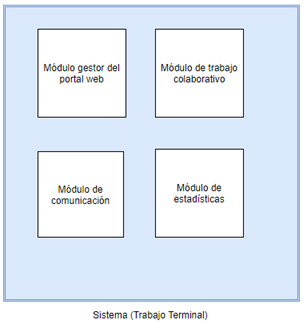 Módulo gestor del
portal web
Módulo de trabajo
colaborativo
Módulo de
comunicación
Módulo de
estadísticas
Sistema (Trabajo Terminal)